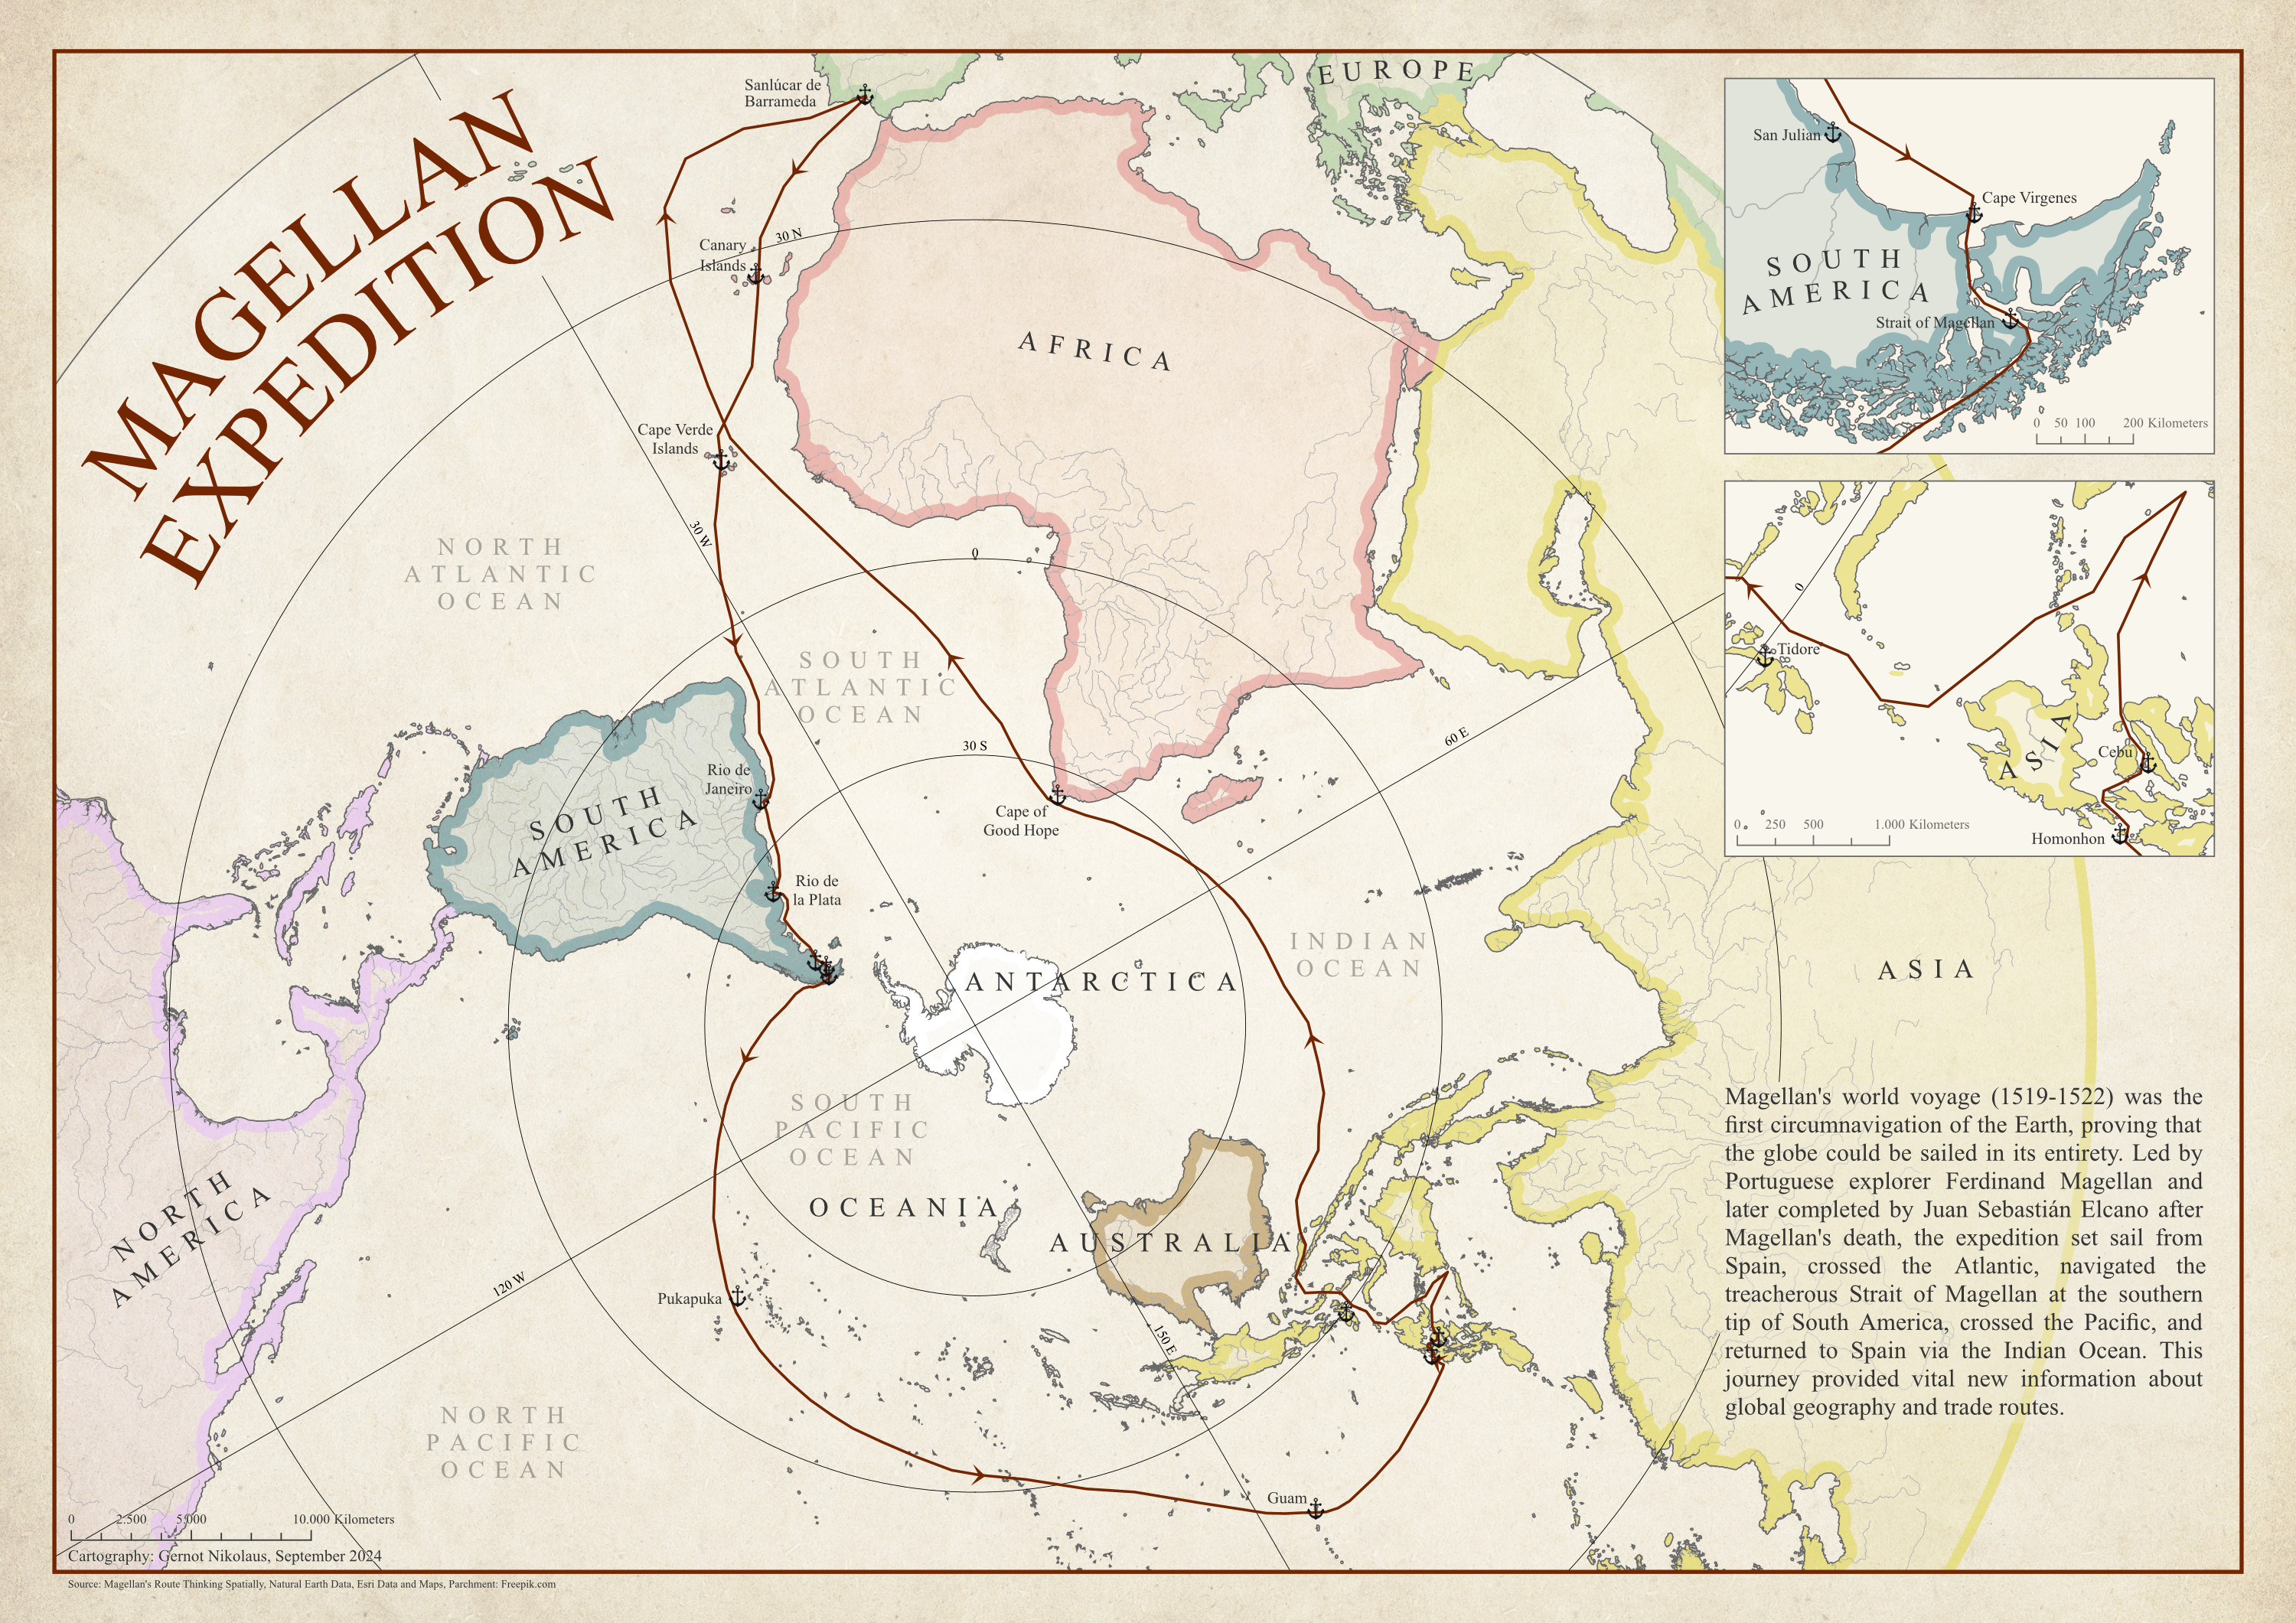 MAGELLAN
EXPEDITION
Sanlúcar de
Barrameda
EUROPE
Canary
Islands
30 N
AFRICA
Cape Verde
Islands
30 W
NORTH
ATLANTIC
OCEAN
0
SOUTH
ATLANTIC
OCEAN
30 S
60 E
Rio de
Janeiro
SOUTH
AMERICA
Cape of
Good Hope
Rio de
la Plata
INDIAN
OCEAN
ANTARCTICA
ASIA
SOUTH
PACIFIC
OCEAN
OCEANIA
AUSTRALIA
NORTH
AMERICA
120 W
Pukapuka
150 E
NORTH
PACIFIC
OCEAN
Guam
0 2.500 5.000 10.000 Kilometers
Cartography: Gernot Nikolaus, September 2024
Source: Magellan's Route Thinking Spatially, Natural Earth Data, Esri Data and Maps, Parchment: Freepik.com
San Julian
Cape Virgenes
SOUTH
AMERICA
Strait of Magellan
0 50 100 200 Kilometers
0
Tidore
ASIA
Cebu
0 250 500 1.000 Kilometers
Homonhon
Magellan's world voyage (1519-1522) was the
first circumnavigation of the Earth, proving that
the globe could be sailed in its entirety. Led by
Portuguese explorer Ferdinand Magellan and
later completed by Juan Sebastián Elcano after
Magellan's death, the expedition set sail from
Spain, crossed the Atlantic, navigated the
treacherous Strait of Magellan at the southern
tip of South America, crossed the Pacific, and
returned to Spain via the Indian Ocean. This
journey provided vital new information about
global geography and trade routes.